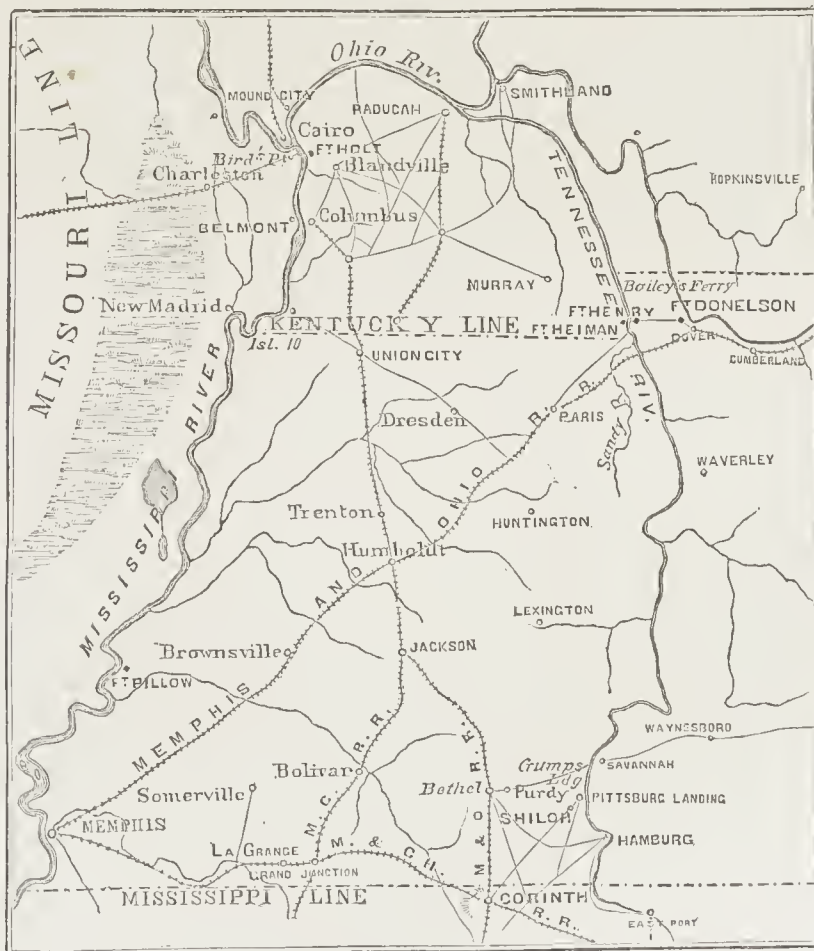 MISSOURI LINE
Ohio Riv.
MOUND CITY
RADUCAH
SMITHLAND
Cairo
Bird's Pt
FT HOLT
Blandville
Charleston
HOPKINSVILLE
Columbus
BELMONT
TENNESSEE RIV.
MURRAY
Bailey's Ferry
New Madrid
FT HENRY
FT DONELSON
KENTUCKY LINE
FT HEIMAN
Isl. 10
DOVER
UNION CITY
CUMBERLAND
MISSISSIPPI RIVER
Dresden
PARIS
Sandy R.
WAVERLEY
Trenton
HUNTINGTON
Humboldt
MEMPHIS AND OHIO R. R.
LEXINGTON
Brownsville
JACKSON
FT PILLOW
WAYNESBORO
M. C. R. R.
M & O R. R.
Crumps Ldg
SAVANNAH
Bolivar
Bethel
Purdy
Somerville
PITTSBURG LANDING
SHILOH
MEMPHIS
HAMBURG
LA GRANGE
M. & CH. R. R.
GRAND JUNCTION
MISSISSIPPI LINE
CORINTH
EAST PORT